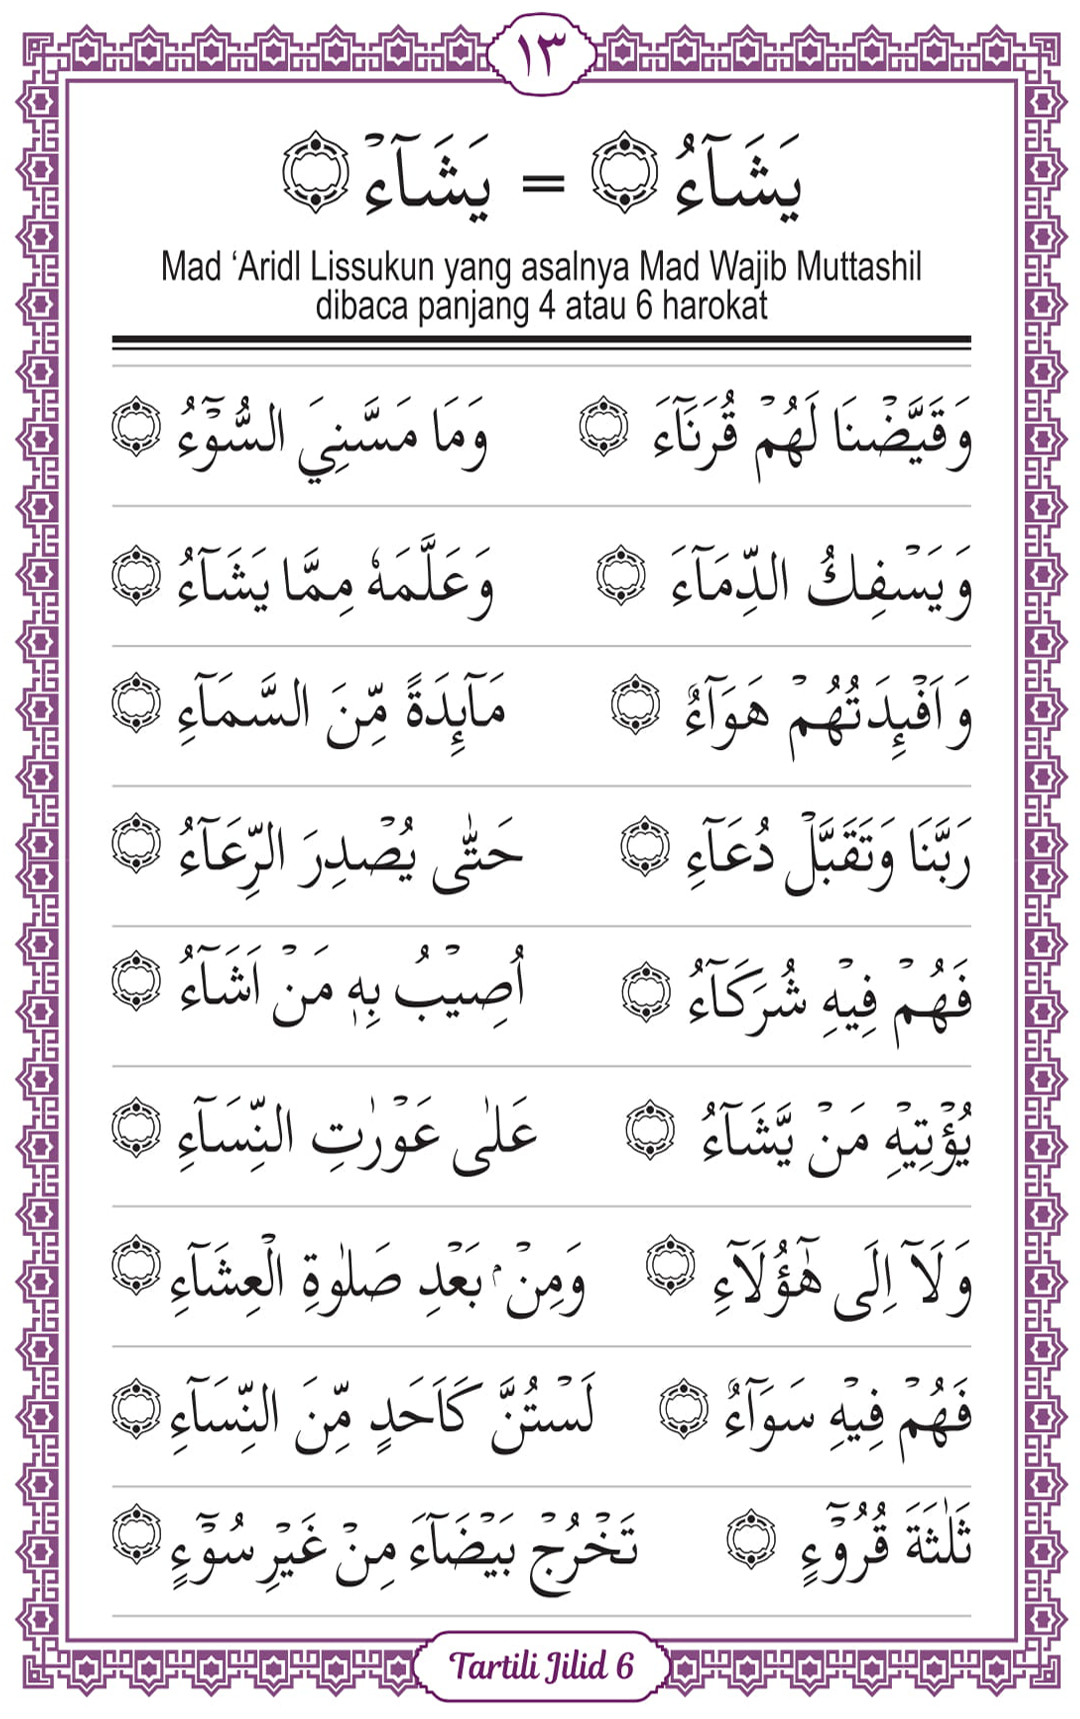 ١٣
يَشَآءُ ۝ = يَشَآءْ ۝
Mad ‘Aridl Lissukun yang asalnya Mad Wajib Muttashil
dibaca panjang 4 atau 6 harokat
وَقَيَّضْنَا لَهُمْ قُرَنَآءَ ۝ وَمَا مَسَّنِيَ السُّوْٓءُ ۝
وَيَسْفِكُ الدِّمَآءَ ۝ وَعَلَّمَهٗ مِمَّا يَشَآءُ ۝
وَاَفْـِٕدَتُهُمْ هَوَآءٌ ۝ مَآىِٕدَةً مِّنَ السَّمَآءِ ۝
رَبَّنَا وَتَقَبَّلْ دُعَآءِ ۝ حَتّٰى يُصْدِرَ الرِّعَآءُ ۝
فَهُمْ فِيْهِ شُرَكَآءُ ۝ اُصِيْبُ بِهٖ مَنْ اَشَآءُ ۝
يُؤْتِيْهِ مَنْ يَّشَآءُ ۝ عَلٰى عَوْرٰتِ النِّسَآءِ ۝
وَلَآ اِلَى هٰٓؤُلَآءِ ۝ وَمِنْۢ بَعْدِ صَلٰوةِ الْعِشَآءِ ۝
فَهُمْ فِيْهِ سَوَآءٌ ۝ لَسْتُنَّ كَاَحَدٍ مِّنَ النِّسَآءِ ۝
ثَلٰثَةَ قُرُوْٓءٍ ۝ تَخْرُجْ بَيْضَآءَ مِنْ غَيْرِ سُوْٓءٍ ۝
Tartili Jilid 6